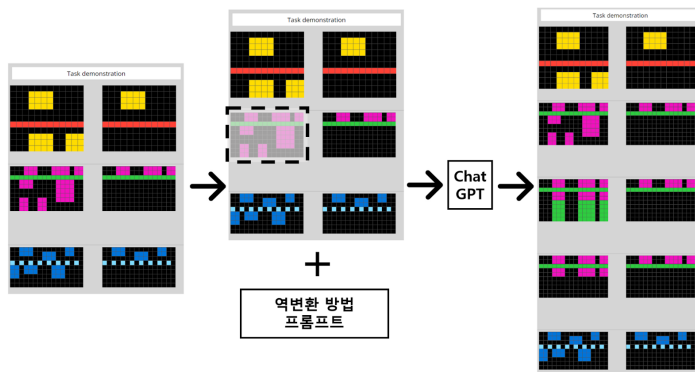 Task demonstration
Task demonstration
역변환 방법
프롬프트
Chat
GPT
Task demonstration